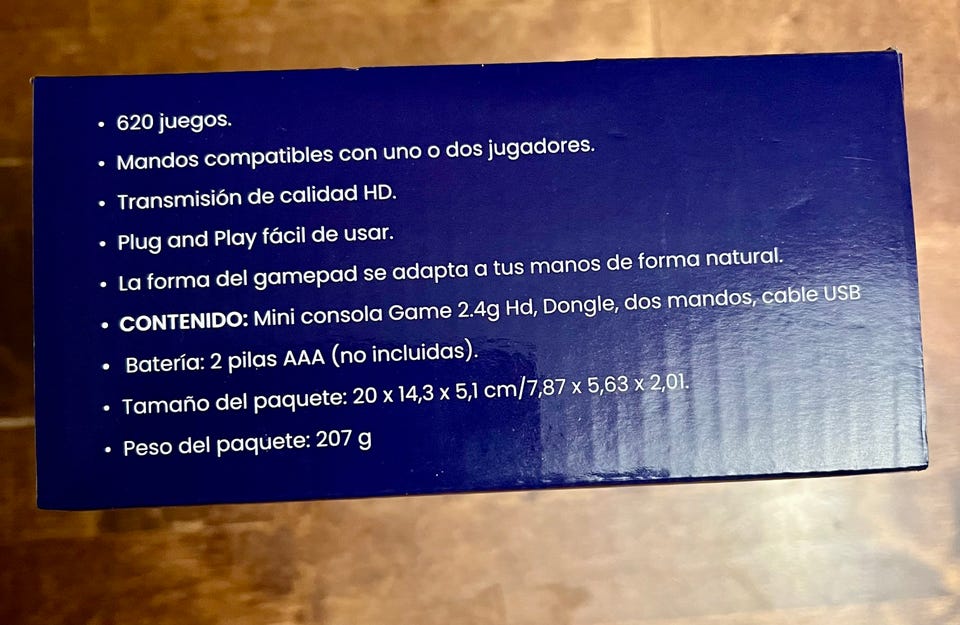 • 620 juegos.
• Mandos compatibles con uno o dos jugadores.
• Transmisión de calidad HD.
• Plug and Play fácil de usar.
• La forma del gamepad se adapta a tus manos de forma natural.
• CONTENIDO: Mini consola Game 2.4g Hd, Dongle, dos mandos, cable USB
• Batería: 2 pilas AAA (no incluidas).
• Tamaño del paquete: 20 x 14,3 x 5,1 cm/7,87 x 5,63 x 2,01.
• Peso del paquete: 207 g